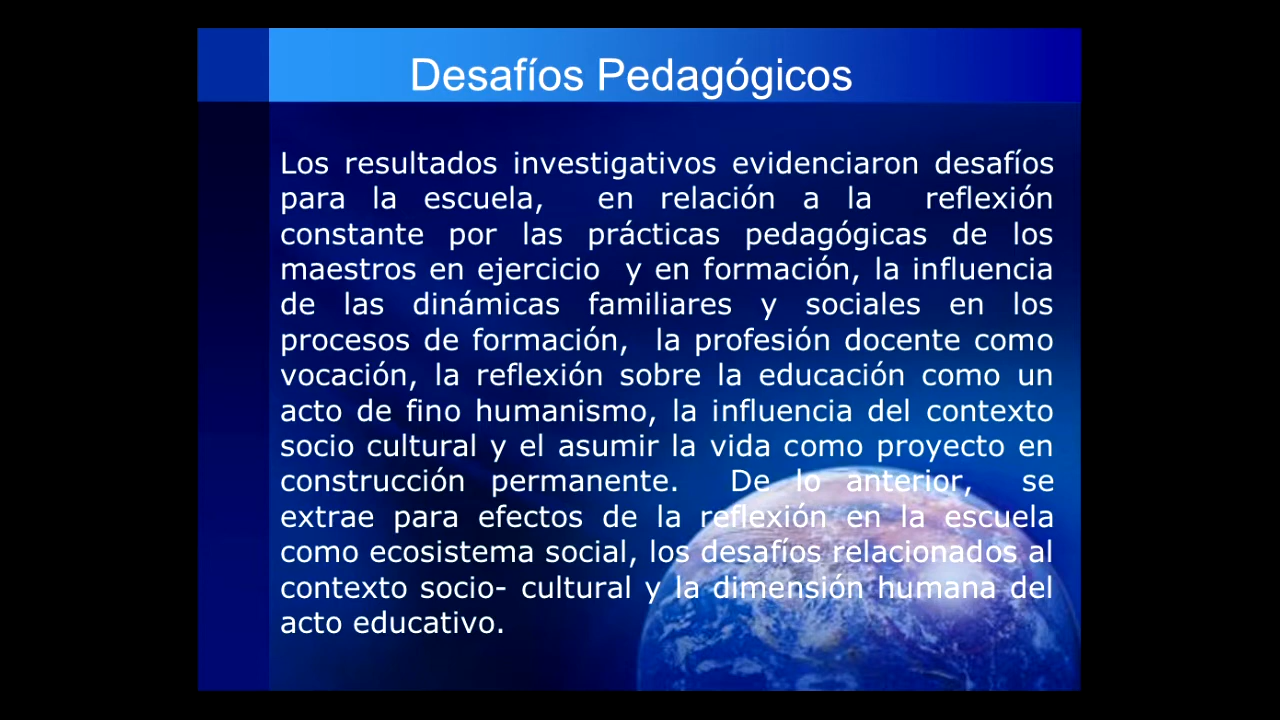 Desafíos Pedagógicos
Los resultados investigativos evidenciaron desafíos
para la escuela, en relación a la reflexión
constante por las prácticas pedagógicas de los
maestros en ejercicio y en formación, la influencia
de las dinámicas familiares y sociales en los
procesos de formación, la profesión docente como
vocación, la reflexión sobre la educación como un
acto de fino humanismo, la influencia del contexto
socio cultural y el asumir la vida como proyecto en
construcción permanente. De lo anterior, se
extrae para efectos de la reflexión en la escuela
como ecosistema social, los desafíos relacionados al
contexto socio- cultural y la dimensión humana del
acto educativo.